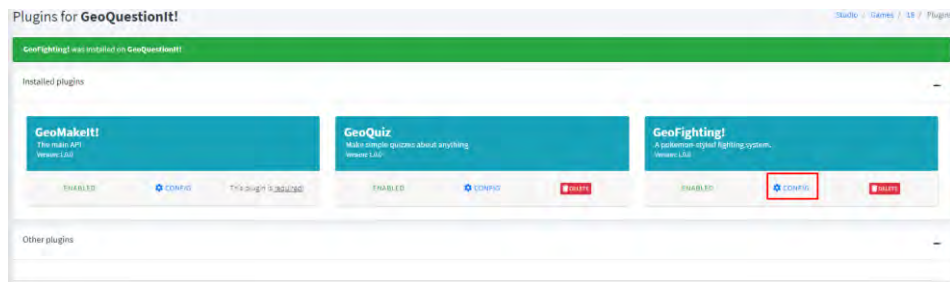 Plugins for GeoQuestionIt!
Studio / Games / 18 / Plugins
GeoFighting! was installed on GeoQuestionIt!
Installed plugins
GeoMakeIt!
The main API
Version: 1.0.0
ENABLED
CONFIG
This plugin is required!
GeoQuiz
Make simple quizzes about anything
Version: 1.0.0
ENABLED
CONFIG
DELETE
GeoFighting!
A pokemon-styled fighting system.
Version: 1.0.0
ENABLED
CONFIG
DELETE
Other plugins